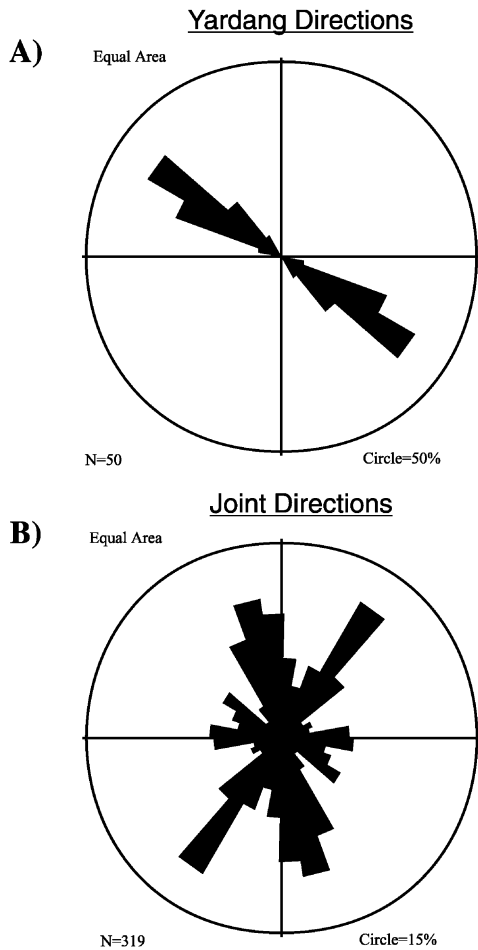 Yardang Directions
A)
Equal Area
N=50
Circle=50%
Joint Directions
B)
Equal Area
N=319
Circle=15%